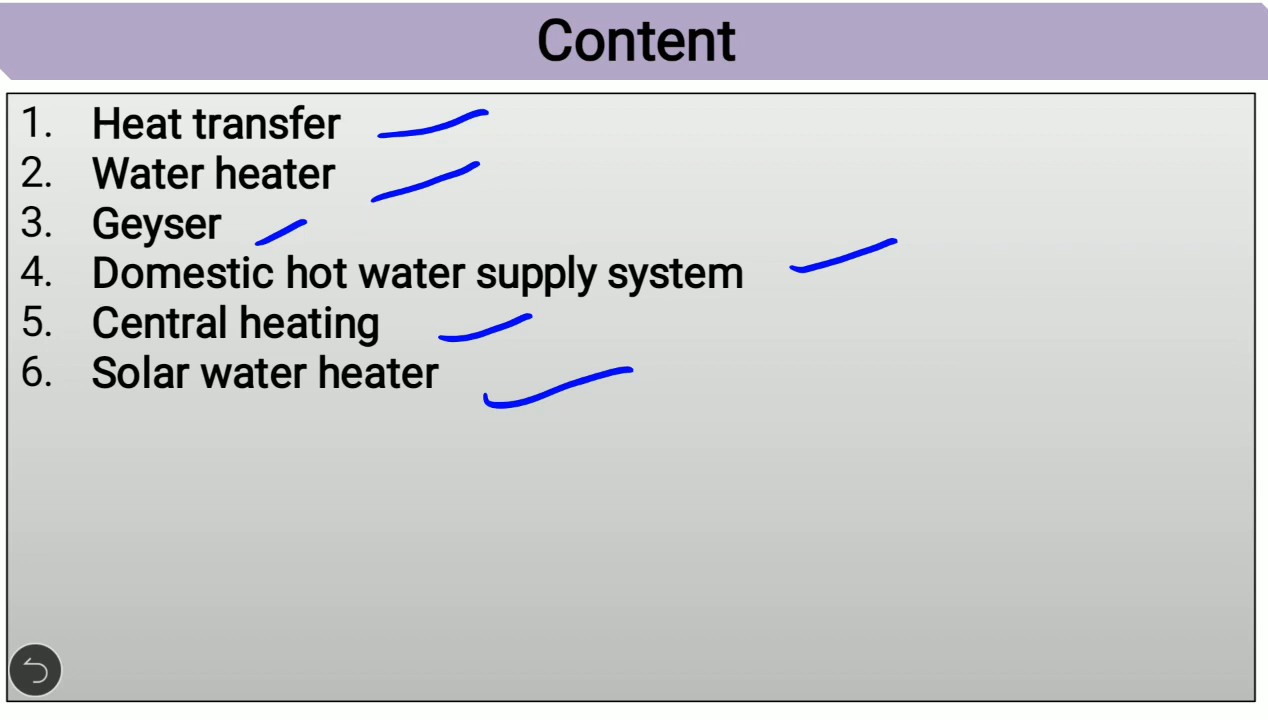 Content
1. Heat transfer
2. Water heater
3. Geyser
4. Domestic hot water supply system
5. Central heating
6. Solar water heater